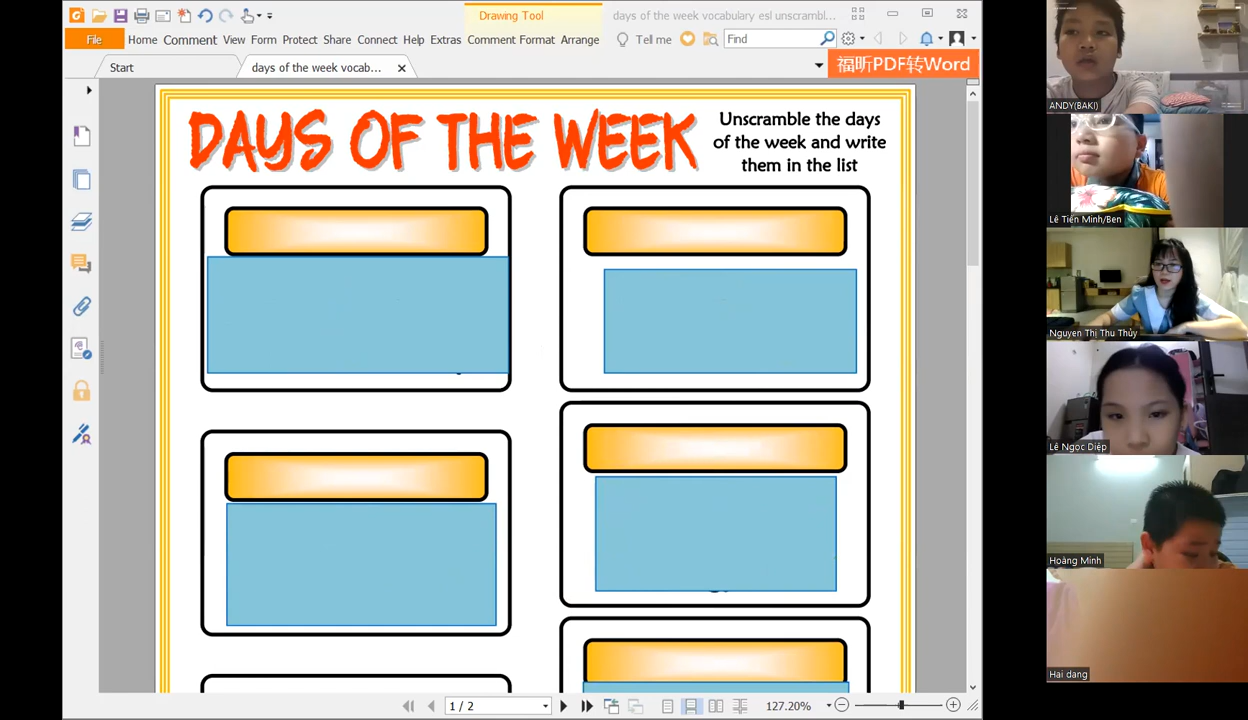 Drawing Tool
days of the week vocabulary esl unscrambl...
File Home Comment View Form Protect Share Connect Help Extras Comment Format Arrange Tell me Find
Start
days of the week vocab...
福昕PDF转Word
DAYS OF THE WEEK
Unscramble the days
of the week and write
them in the list
1 / 2
127.20%
ANDY(BAKI)
Lê Tiến Minh/Ben
Nguyen Thị Thu Thủy
Lê Ngọc Diệp
Hoàng Minh
Hai dang